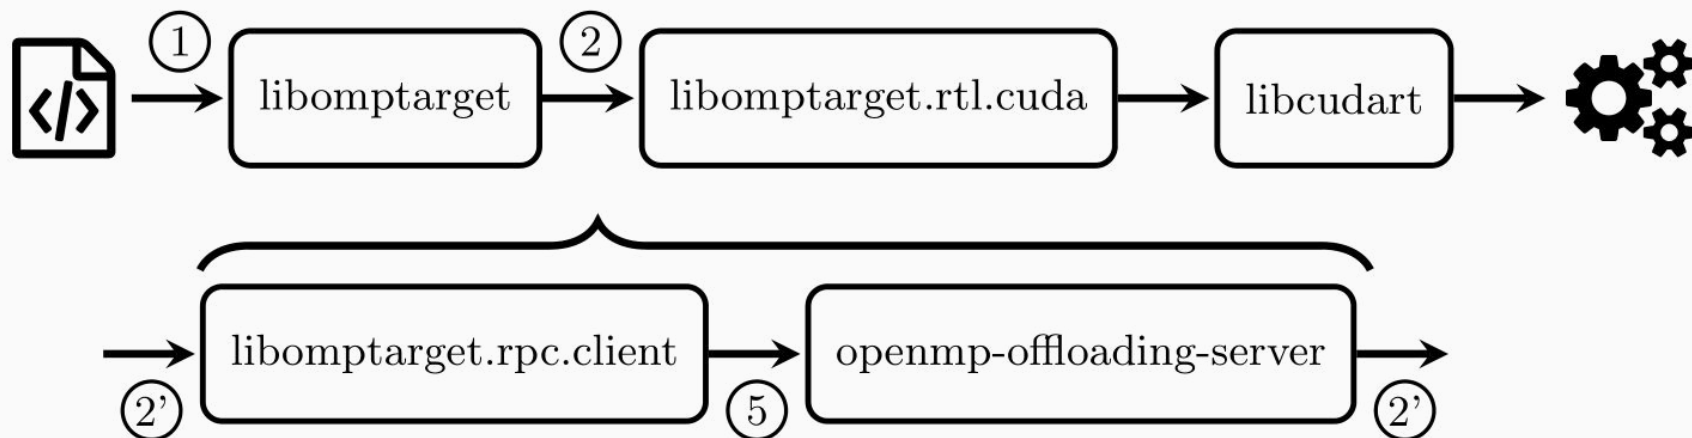 1 2
</> libomptarget libomptarget.rtl.cuda libcudart
libomptarget.rpc.client openmp-offloading-server
2' 5 2'